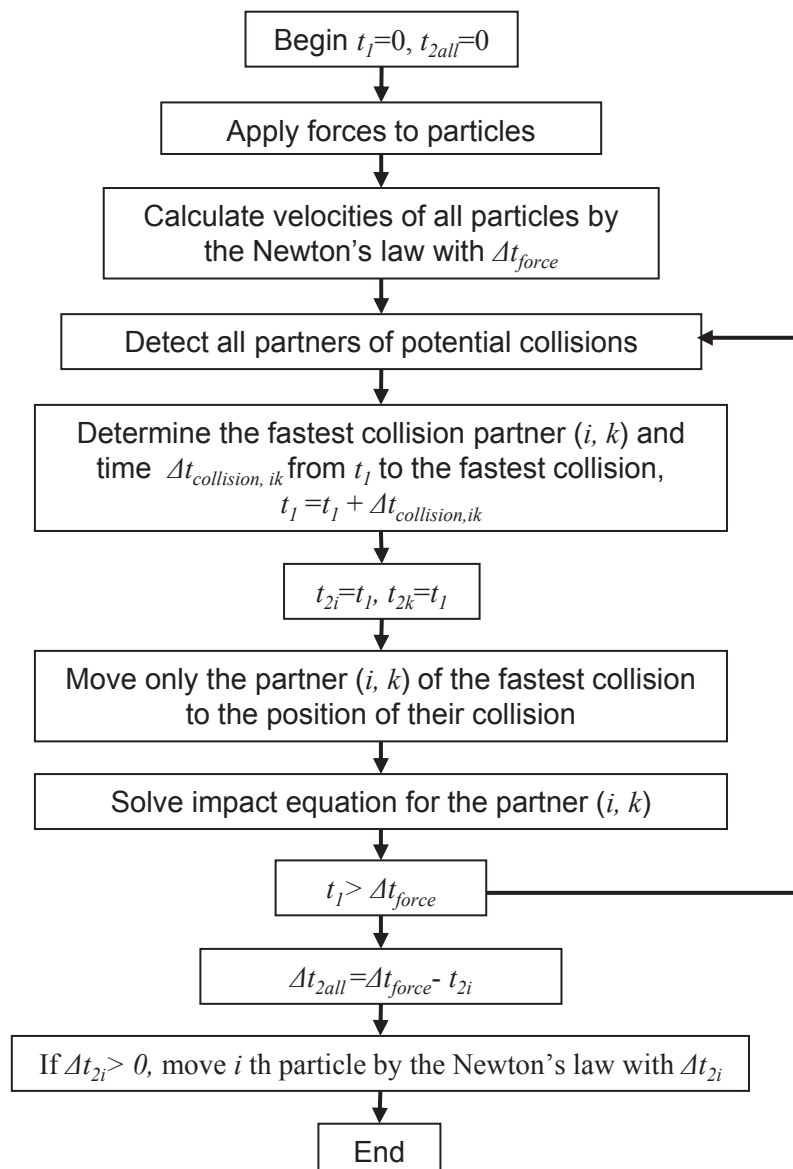 Begin t1=0, t2all=0
Apply forces to particles
Calculate velocities of all particles by
the Newton's law with Δtforce
Detect all partners of potential collisions
Determine the fastest collision partner (i, k) and
time Δtcollision, ik from t1 to the fastest collision,
t1 =t1 + Δtcollision,ik
t2i=t1, t2k=t1
Move only the partner (i, k) of the fastest collision
to the position of their collision
Solve impact equation for the partner (i, k)
t1> Δtforce
Δt2all=Δtforce- t2i
If Δt2i> 0, move i th particle by the Newton's law with Δt2i
End